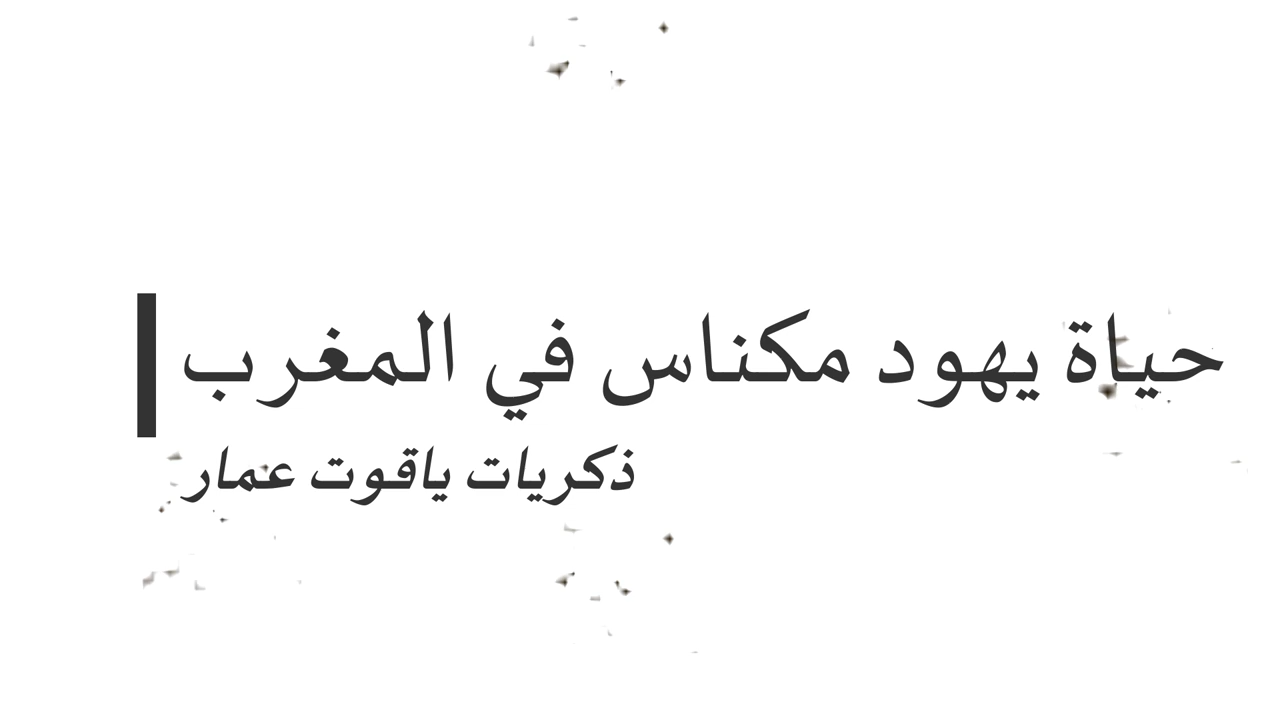 حياة يهود مكناس في المغرب
ذكريات ياقوت عمار